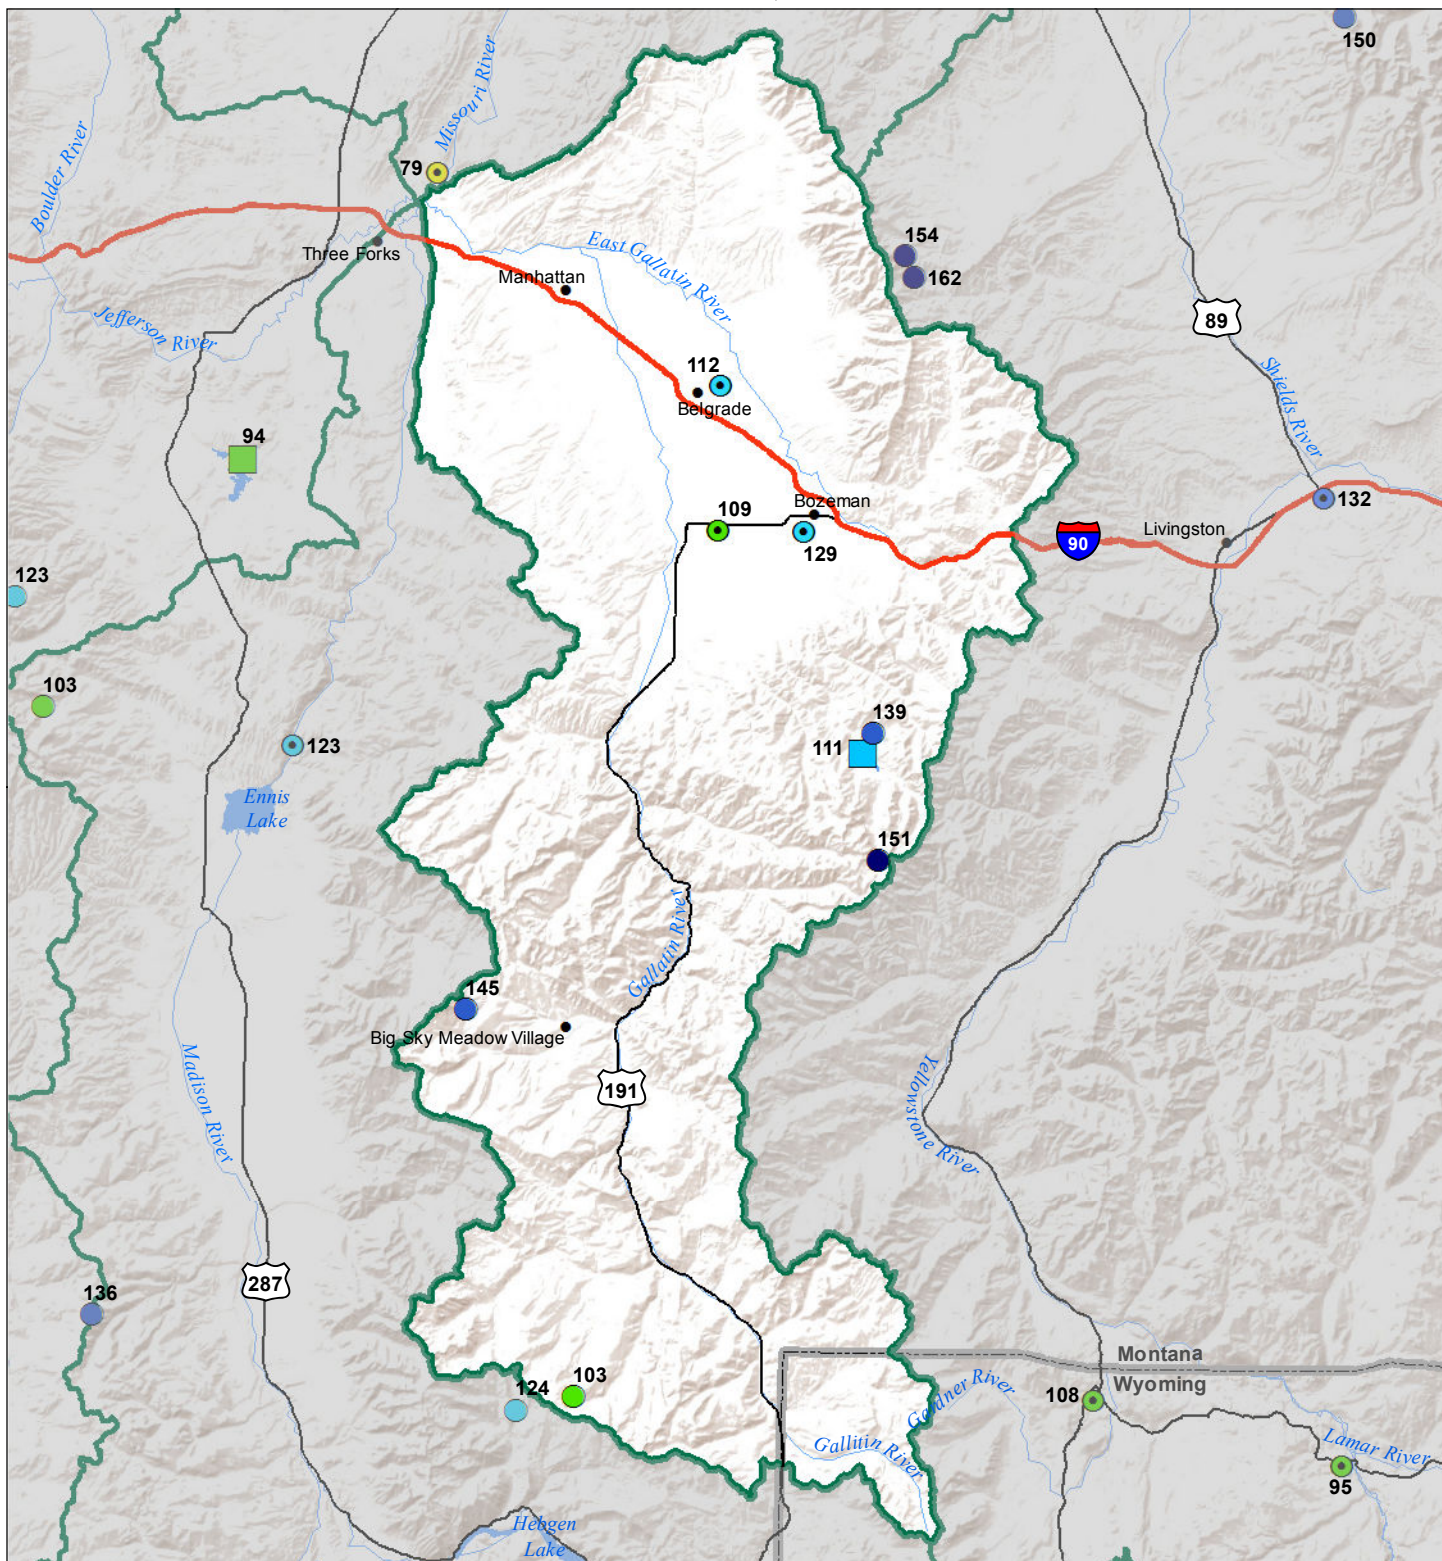 150
Missouri River
Boulder River
79
154
East Gallatin River
Three Forks
162
Manhattan
Jefferson River
89
112
Shields River
Belgrade
94
Bozeman
132
109
Livingston
129
90
123
103
139
123
111
Ennis
Lake
151
Gallatin River
145
Big Sky Meadow Village
Madison River
Yellowstone River
191
287
136
Montana
Wyoming
124
103
108
Gardner River
Gallitin River
Lamar River
95
Hebgen
Lake